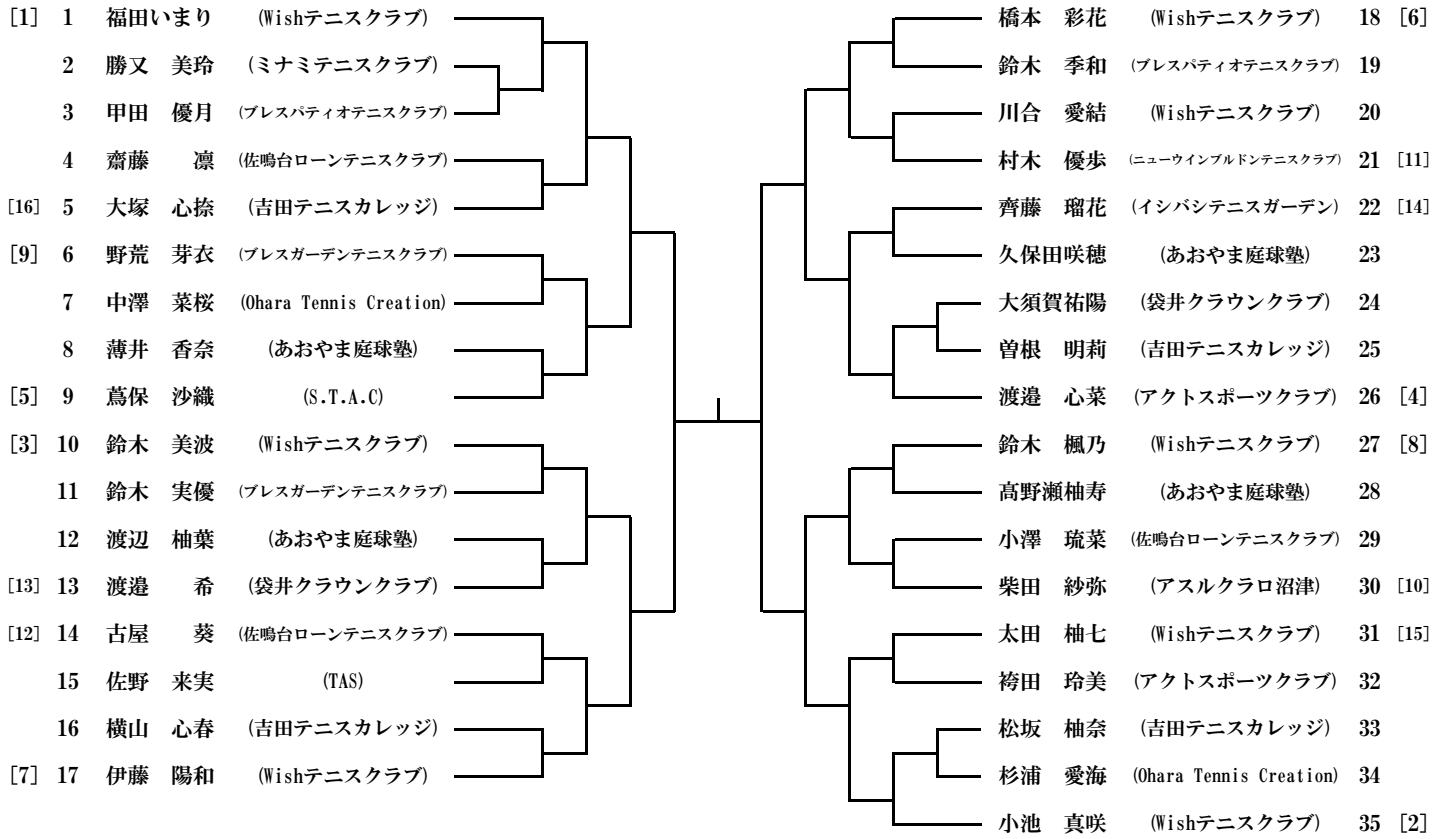 [1] 1 福田いまり (Wishテニスクラブ)
2 勝又 美玲 (ミナミテニスクラブ)
3 甲田 優月 (ブレスパティオテニスクラブ)
4 齋藤 凛 (佐鳴台ローンテニスクラブ)
[16] 5 大塚 心捺 (吉田テニスカレッジ)
[9] 6 野荒 芽衣 (ブレスガーデンテニスクラブ)
7 中澤 菜桜 (Ohara Tennis Creation)
8 薄井 香奈 (あおやま庭球塾)
[5] 9 蔦保 沙織 (S.T.A.C)
[3] 10 鈴木 美波 (Wishテニスクラブ)
11 鈴木 実優 (ブレスガーデンテニスクラブ)
12 渡辺 柚葉 (あおやま庭球塾)
[13] 13 渡邉 希 (袋井クラウンクラブ)
[12] 14 古屋 葵 (佐鳴台ローンテニスクラブ)
15 佐野 来実 (TAS)
16 横山 心春 (吉田テニスカレッジ)
[7] 17 伊藤 陽和 (Wishテニスクラブ)
橋本 彩花 (Wishテニスクラブ) 18 [6]
鈴木 季和 (ブレスパティオテニスクラブ) 19
川合 愛結 (Wishテニスクラブ) 20
村木 優歩 (ニューウインブルドンテニスクラブ) 21 [11]
齊藤 瑠花 (イシバシテニスガーデン) 22 [14]
久保田咲穂 (あおやま庭球塾) 23
大須賀祐陽 (袋井クラウンクラブ) 24
曽根 明莉 (吉田テニスカレッジ) 25
渡邉 心菜 (アクトスポーツクラブ) 26 [4]
鈴木 楓乃 (Wishテニスクラブ) 27 [8]
髙野瀬柚寿 (あおやま庭球塾) 28
小澤 琉菜 (佐鳴台ローンテニスクラブ) 29
柴田 紗弥 (アスルクラロ沼津) 30 [10]
太田 柚七 (Wishテニスクラブ) 31 [15]
袴田 玲美 (アクトスポーツクラブ) 32
松坂 柚奈 (吉田テニスカレッジ) 33
杉浦 愛海 (Ohara Tennis Creation) 34
小池 真咲 (Wishテニスクラブ) 35 [2]